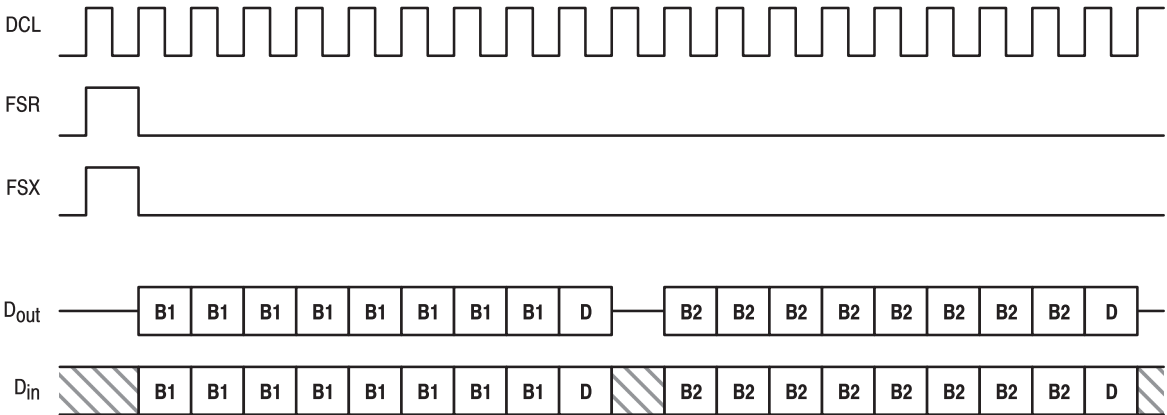 DCL
FSR
FSX
Dout B1 B1 B1 B1 B1 B1 B1 B1 D B2 B2 B2 B2 B2 B2 B2 B2 D
Din B1 B1 B1 B1 B1 B1 B1 B1 D B2 B2 B2 B2 B2 B2 B2 B2 D